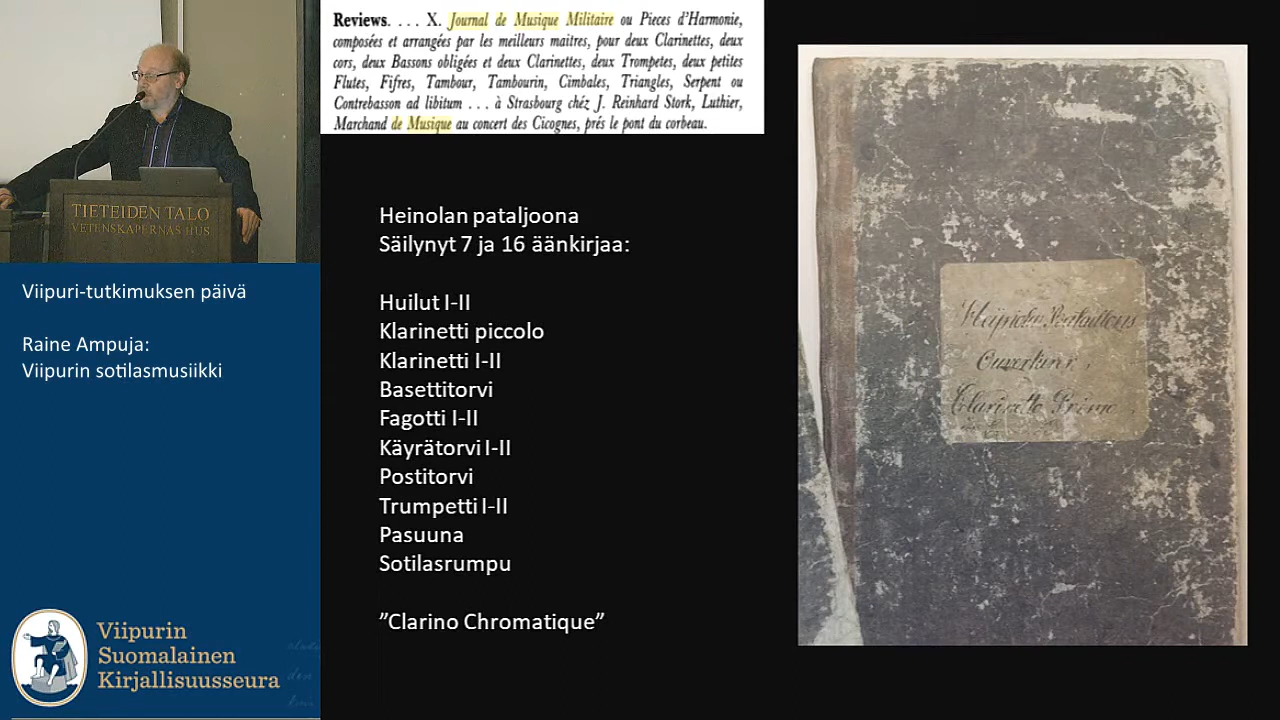 Reviews. . . . X. Journal de Musique Militaire ou Pieces d'Harmonie,
composées et arrangées par les meilleurs maitres, pour deux Clarinettes, deux
cors, deux Bassons obligées et deux Clarinettes, deux Trompetes, deux petites
Flutes, Fifres, Tambour, Tambourin, Cimbales, Triangles, Serpent ou
Contrebasson ad libitum . . . à Strasbourg chéz J. Reinhard Stork, Luthier,
Marchand de Musique au concert des Cicognes, prés le pont du corbeau.
TIETEIDEN TALO
VETENSKAPERNAS HUS
Viipuri-tutkimuksen päivä
Raine Ampuja:
Viipurin sotilasmusiikki
Viipurin
Suomalainen
Kirjallisuusseura
Heinolan pataljoona
Säilynyt 7 ja 16 äänkirjaa:
Huilut I-II
Klarinetti piccolo
Klarinetti I-II
Basettitorvi
Fagotti I-II
Käyrätorvi I-II
Postitorvi
Trumpetti I-II
Pasuuna
Sotilasrumpu
”Clarino Chromatique”
Ouverturer
Clarinetto Primo